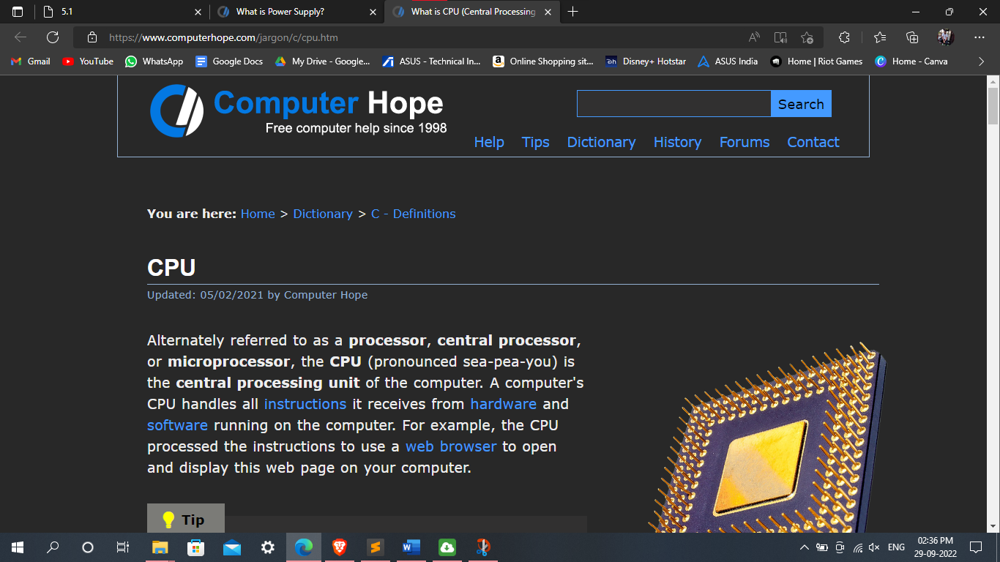 5.1
What is Power Supply?
What is CPU (Central Processing
https://www.computerhope.com/jargon/c/cpu.htm
Gmail
YouTube
WhatsApp
Google Docs
My Drive - Google...
ASUS - Technical In...
Online Shopping sit...
Disney+ Hotstar
ASUS India
Home | Riot Games
Home - Canva
Computer Hope
Free computer help since 1998
Search
Help Tips Dictionary History Forums Contact
You are here: Home > Dictionary > C - Definitions
CPU
Updated: 05/02/2021 by Computer Hope
Alternately referred to as a processor, central processor,
or microprocessor, the CPU (pronounced sea-pea-you) is
the central processing unit of the computer. A computer's
CPU handles all instructions it receives from hardware and
software running on the computer. For example, the CPU
processed the instructions to use a web browser to open
and display this web page on your computer.
Tip
ENG
02:36 PM
29-09-2022